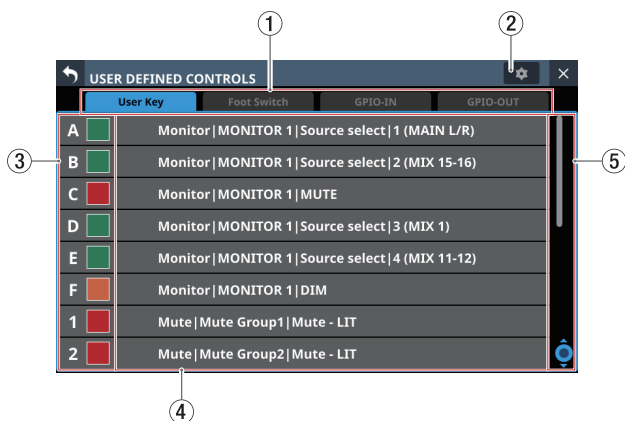 ① ②
USER DEFINED CONTROLS
User Key Foot Switch GPIO-IN GPIO-OUT
A Monitor|MONITOR 1|Source select|1 (MAIN L/R)
③ B Monitor|MONITOR 1|Source select|2 (MIX 15-16) ⑤
C Monitor|MONITOR 1|MUTE
D Monitor|MONITOR 1|Source select|3 (MIX 1)
E Monitor|MONITOR 1|Source select|4 (MIX 11-12)
F Monitor|MONITOR 1|DIM
1 Mute|Mute Group1|Mute - LIT
2 Mute|Mute Group2|Mute - LIT
④